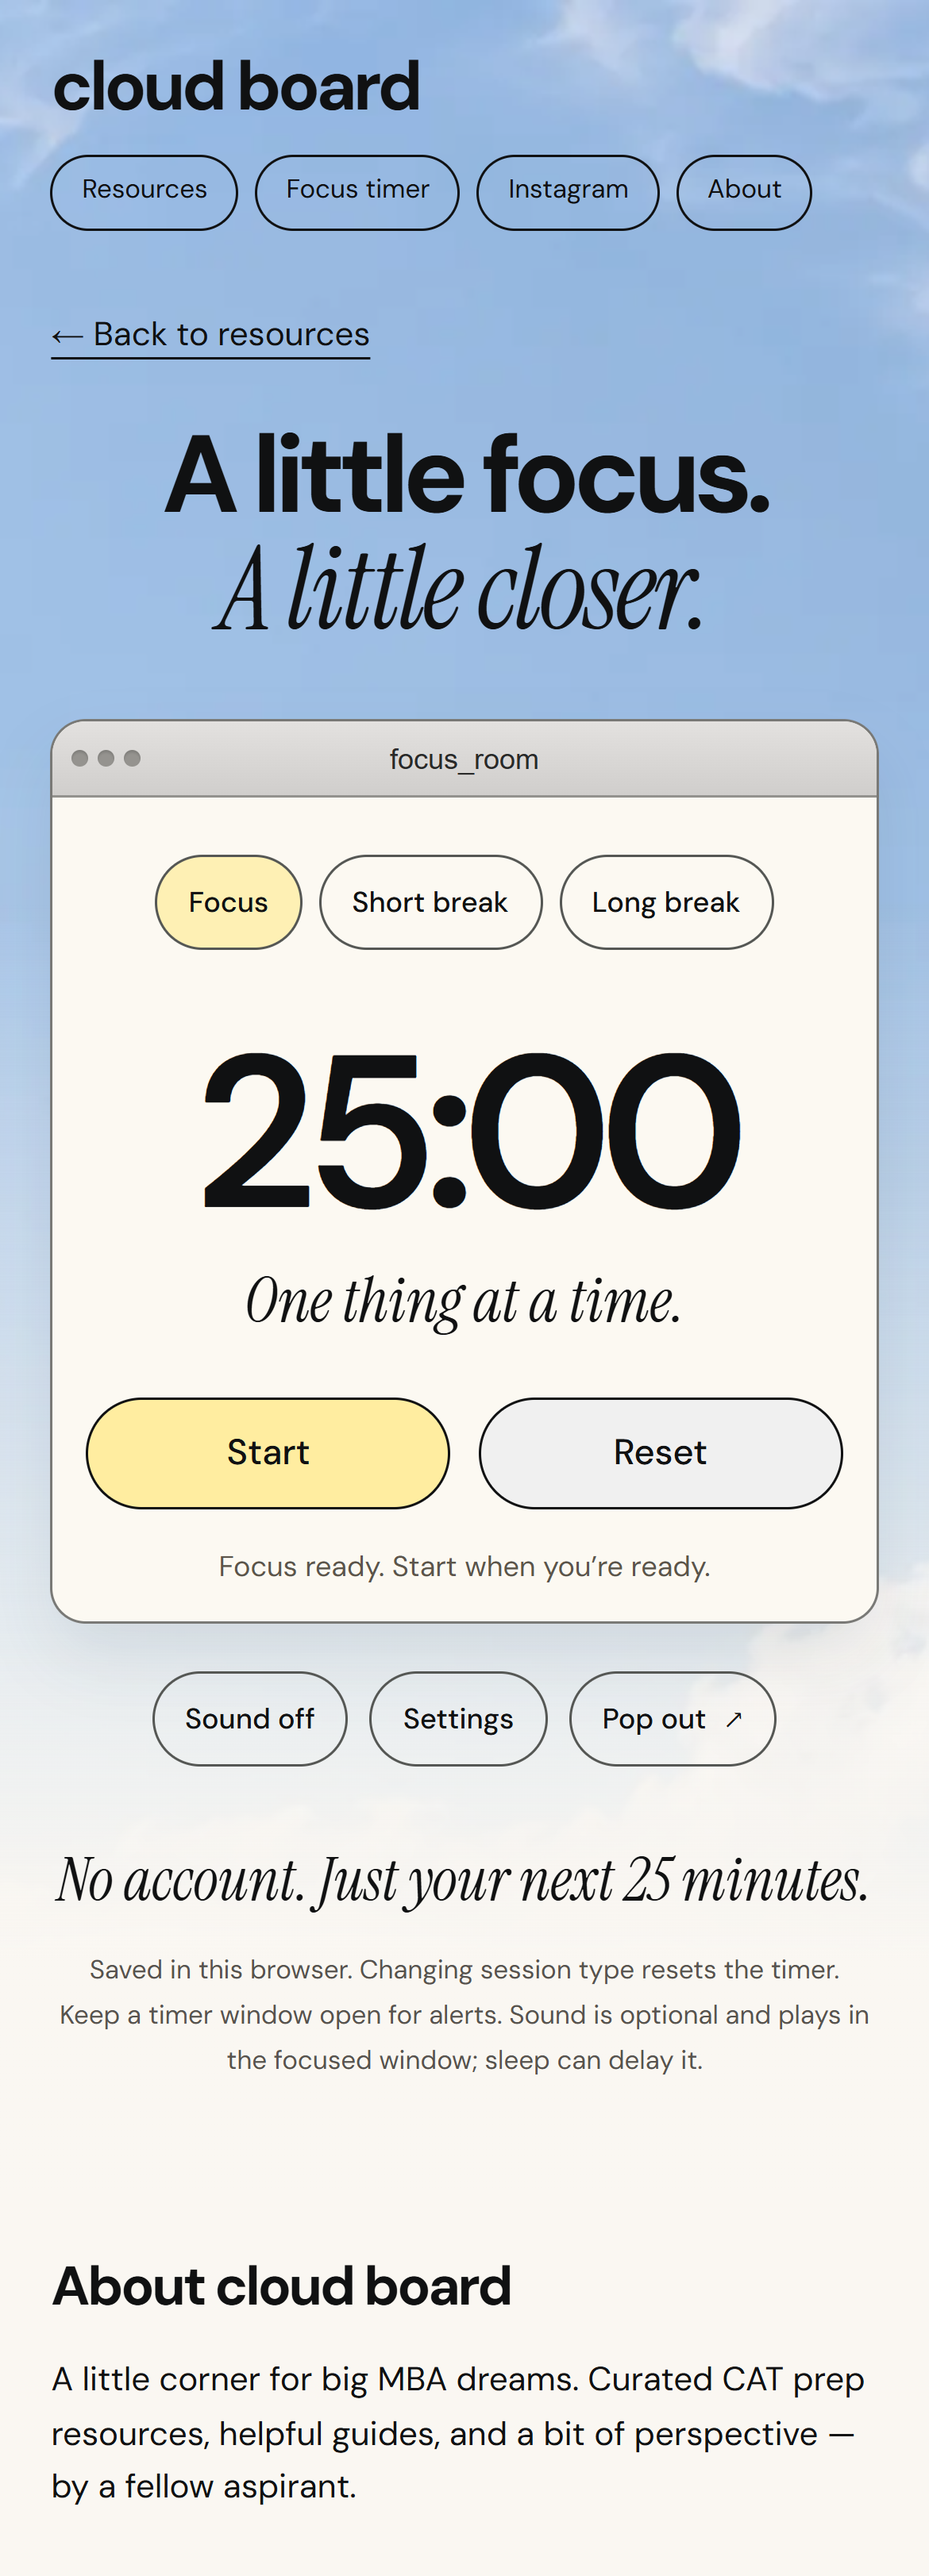 cloud board
Resources Focus timer Instagram About
← Back to resources
A little focus.
A little closer.
focus_room
Focus Short break Long break
25:00
One thing at a time.
Start Reset
Focus ready. Start when you’re ready.
Sound off Settings Pop out ↗
No account. Just your next 25 minutes.
Saved in this browser. Changing session type resets the timer.
Keep a timer window open for alerts. Sound is optional and plays in
the focused window; sleep can delay it.
About cloud board
A little corner for big MBA dreams. Curated CAT prep
resources, helpful guides, and a bit of perspective —
by a fellow aspirant.